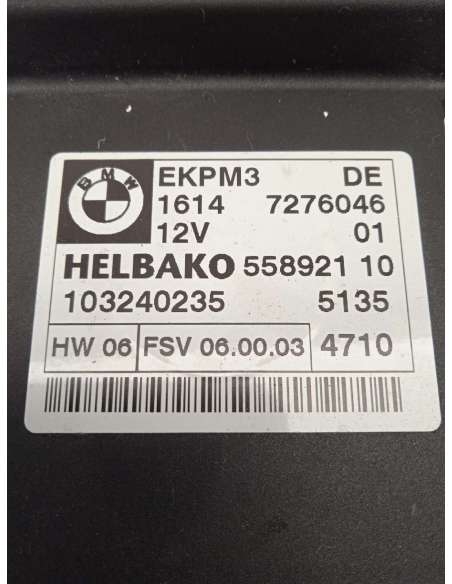 BMW
EKPM3 DE
1614 7276046
12V 01
HELBAKO 558921 10
103240235 5135
HW 06 FSV 06.00.03 4710